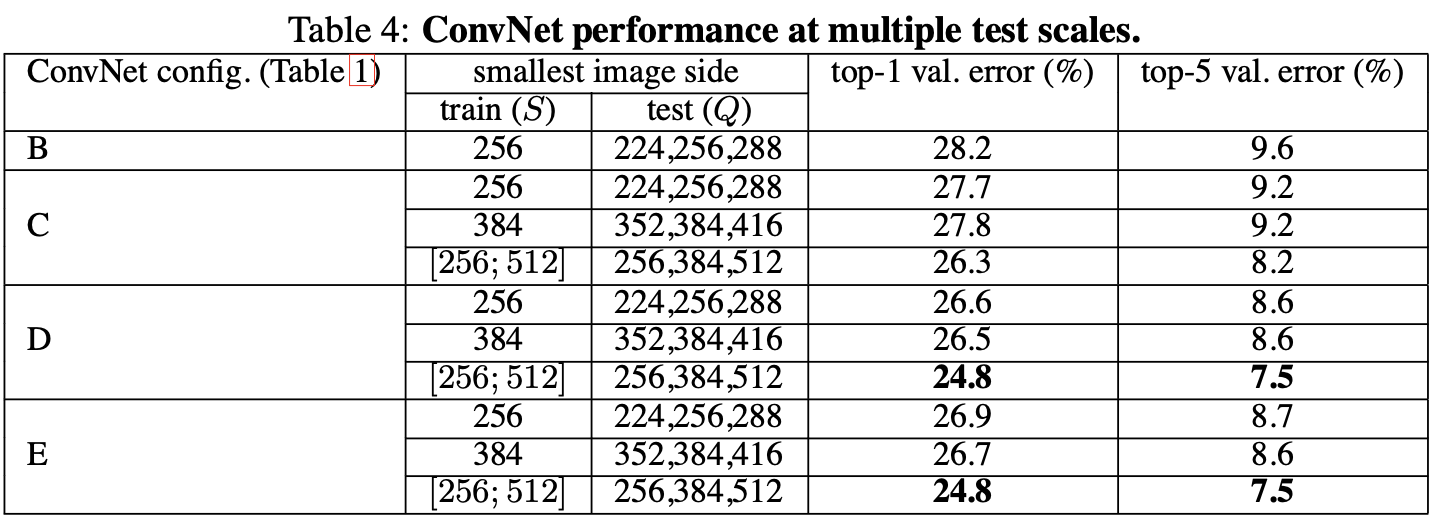 Table 4: ConvNet performance at multiple test scales.
ConvNet config. (Table 1) smallest image side top-1 val. error (%) top-5 val. error (%)
train (S) test (Q)
B 256 224,256,288 28.2 9.6
256 224,256,288 27.7 9.2
C 384 352,384,416 27.8 9.2
[256; 512] 256,384,512 26.3 8.2
256 224,256,288 26.6 8.6
D 384 352,384,416 26.5 8.6
[256; 512] 256,384,512 24.8 7.5
256 224,256,288 26.9 8.7
E 384 352,384,416 26.7 8.6
[256; 512] 256,384,512 24.8 7.5